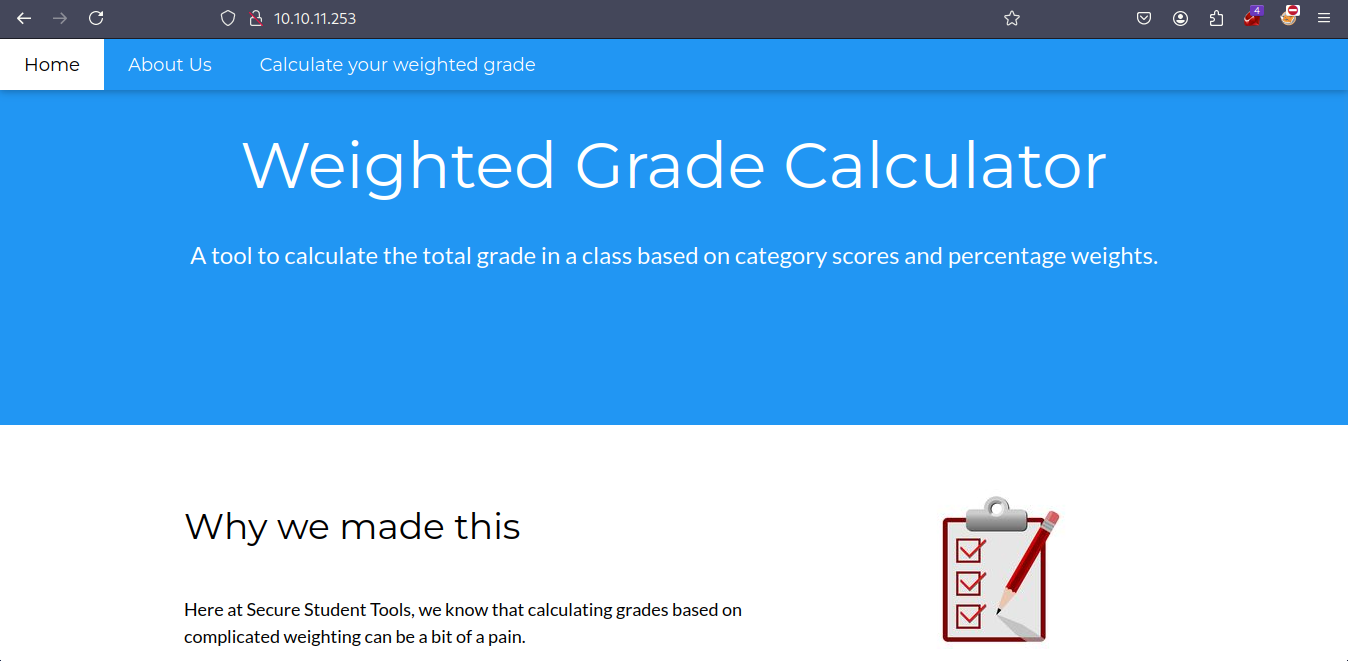 10.10.11.253
4
Home About Us Calculate your weighted grade
Weighted Grade Calculator
A tool to calculate the total grade in a class based on category scores and percentage weights.
Why we made this
Here at Secure Student Tools, we know that calculating grades based on
complicated weighting can be a bit of a pain.